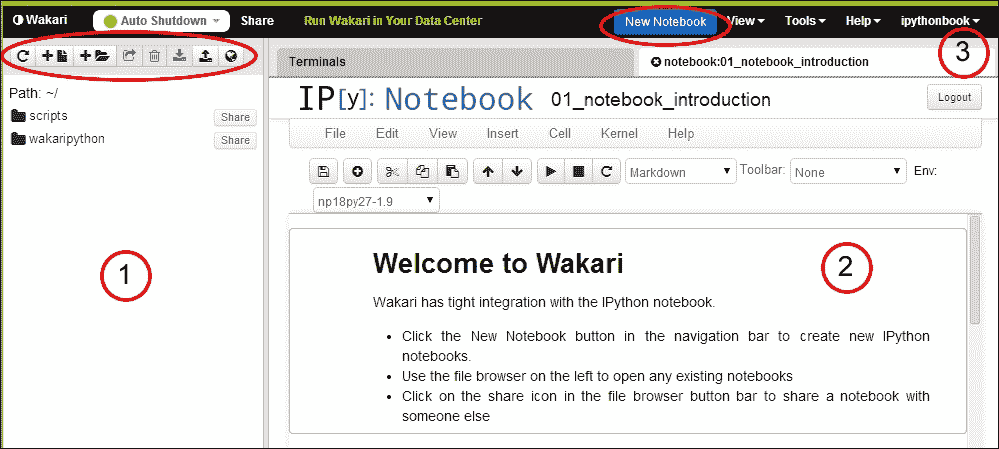 Wakari Auto Shutdown Share Run Wakari in Your Data Center New Notebook View Tools Help ipythonbook
3
Terminals notebook:01_notebook_introduction
Path: ~/
scripts Share
wakaripython Share
IP[y]: Notebook 01_notebook_introduction Logout
File Edit View Insert Cell Kernel Help
Markdown Toolbar: None Env:
np18py27-1.9
1
2
Welcome to Wakari
Wakari has tight integration with the IPython notebook.
• Click the New Notebook button in the navigation bar to create new IPython
notebooks.
• Use the file browser on the left to open any existing notebooks
• Click on the share icon in the file browser button bar to share a notebook with
someone else